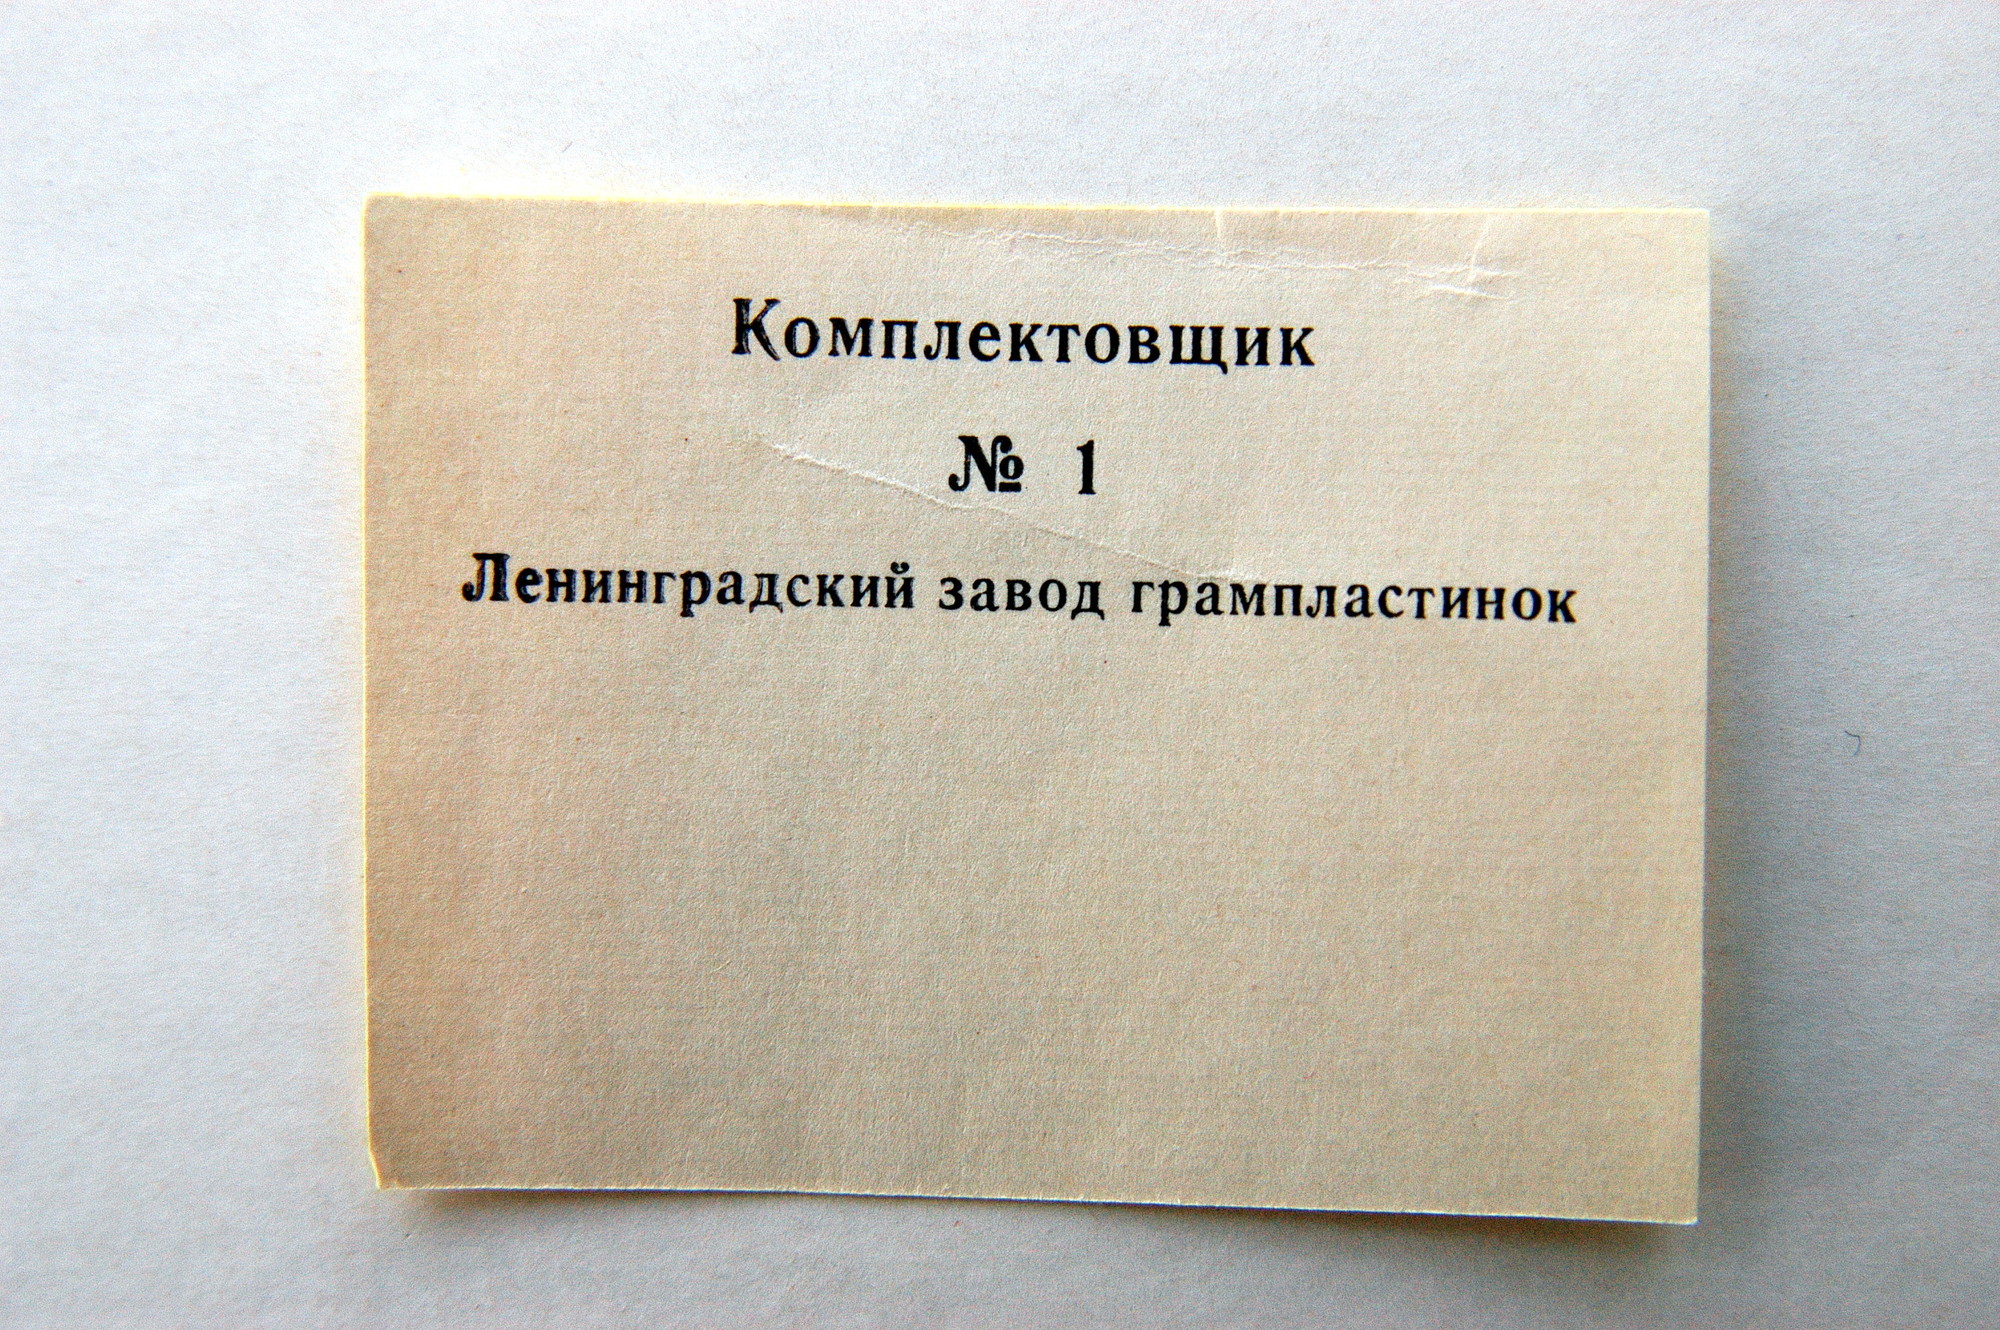 Комплектовщик
№ 1
Ленинградский завод грампластинок